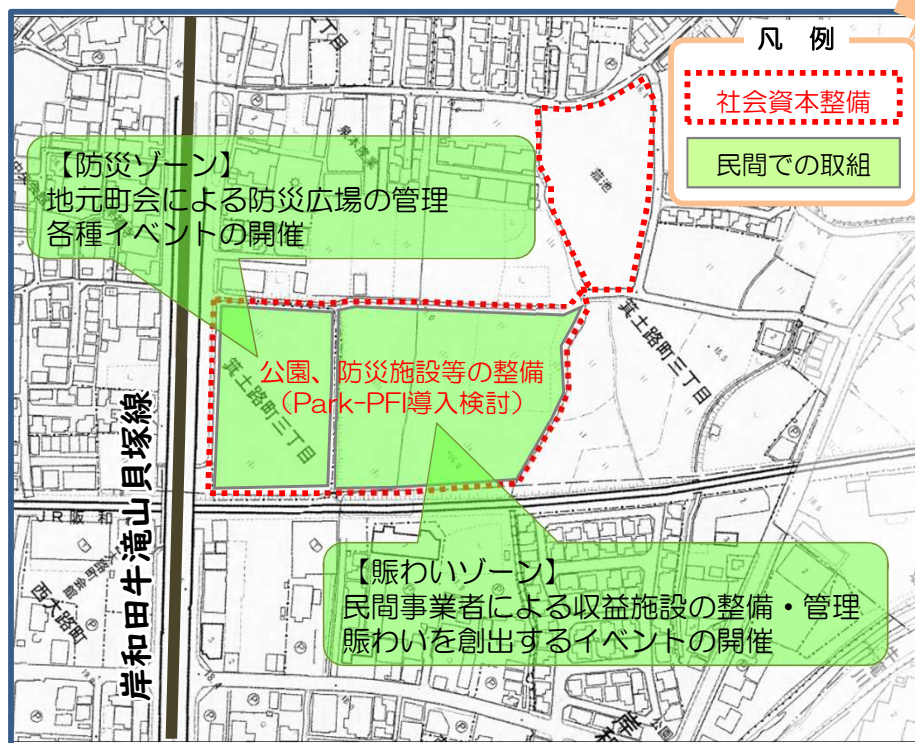 凡 例
社会資本整備
民間での取組
【防災ゾーン】
地元町会による防災広場の管理
各種イベントの開催
公園、防災施設等の整備
（Park-PFI導入検討）
【賑わいゾーン】
民間事業者による収益施設の整備・管理
賑わいを創出するイベントの開催
岸和田牛滝山貝塚線
箕土路町三丁目
箕土路町三丁目
JR阪和
西大路町